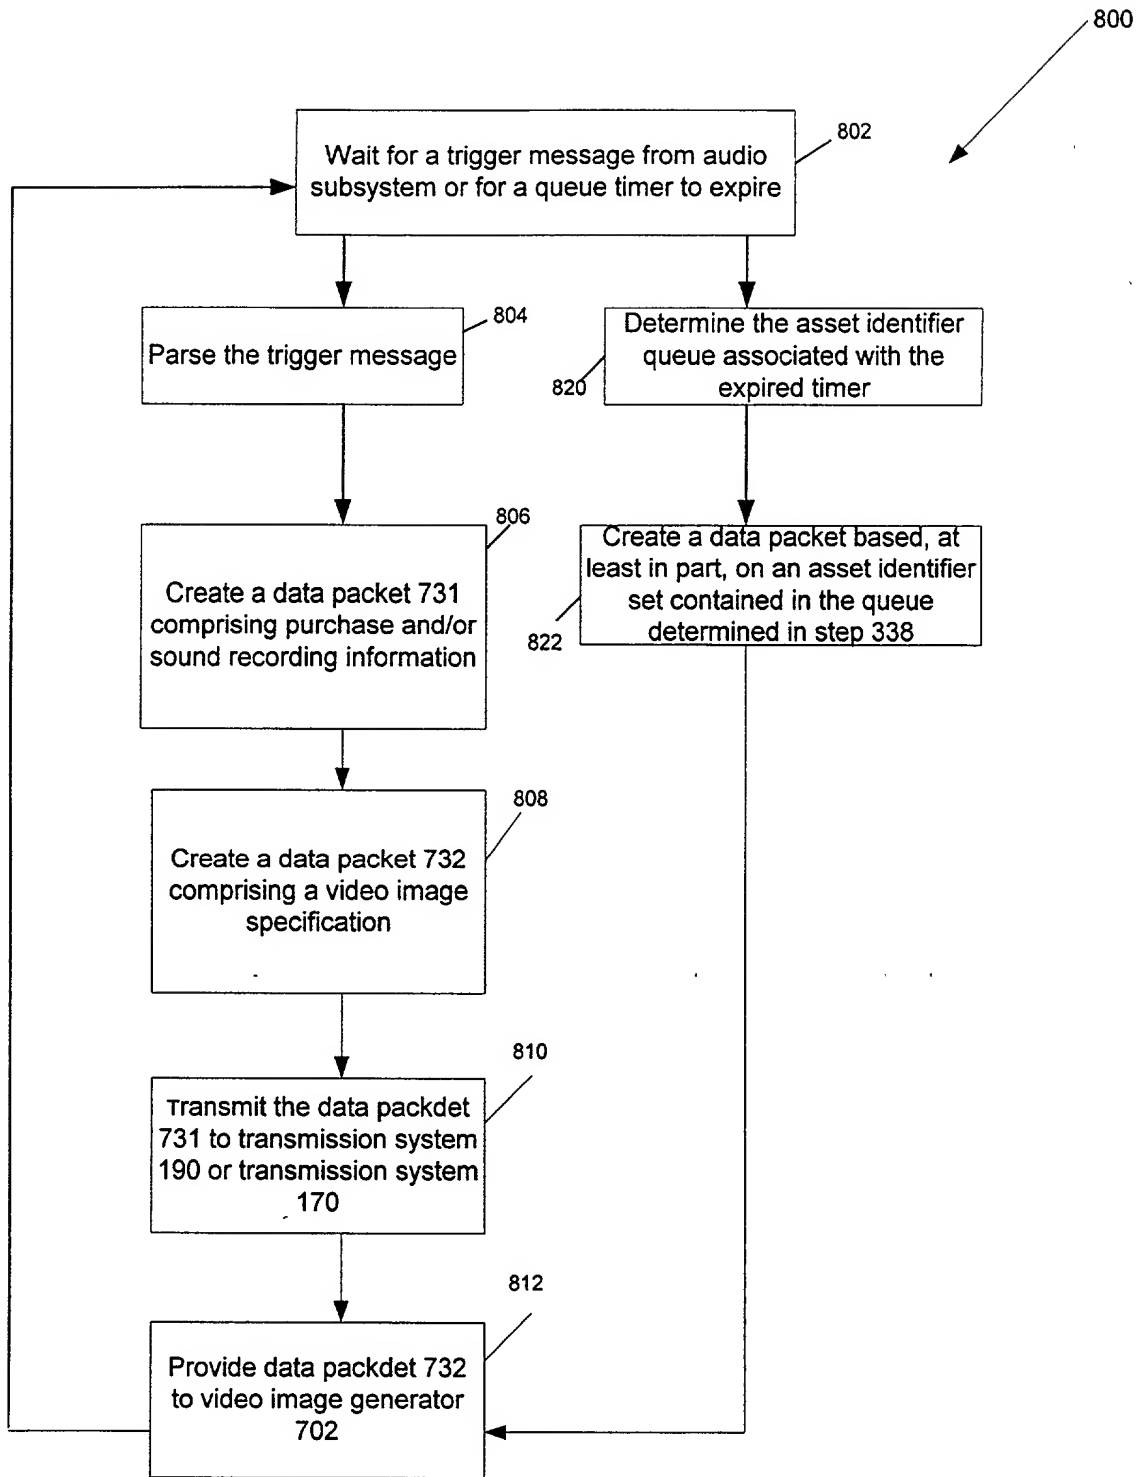 800
802
Wait for a trigger message from audio
subsystem or for a queue timer to expire
804
Parse the trigger message
Determine the asset identifier
queue associated with the
expired timer
820
806
Create a data packet 731
comprising purchase and/or
sound recording information
Create a data packet based, at
least in part, on an asset identifier
set contained in the queue
determined in step 338
822
808
Create a data packet 732
comprising a video image
specification
810
Transmit the data packdet
731 to transmission system
190 or transmission system
170
812
Provide data packdet 732
to video image generator
702